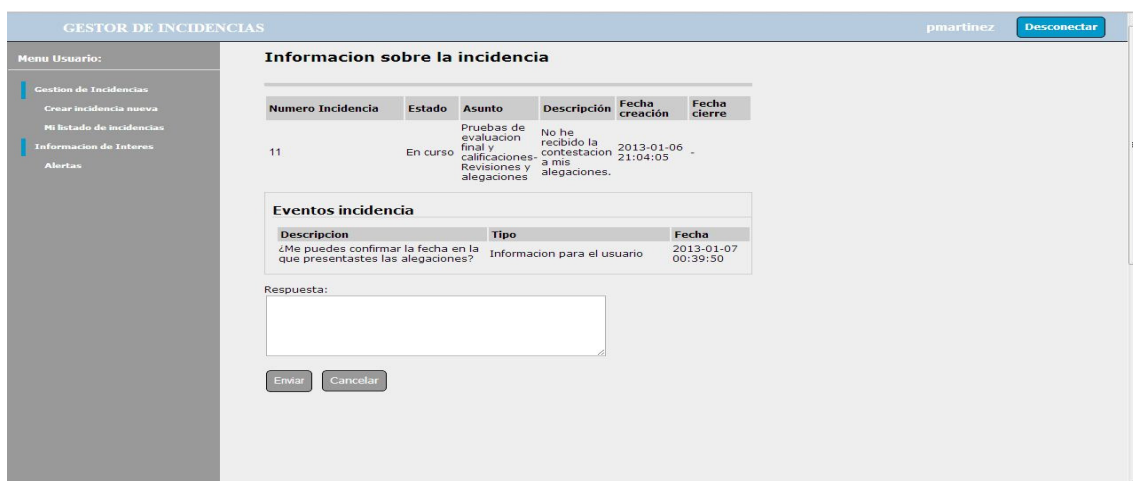 GESTOR DE INCIDENCIAS
pmartinez
Desconectar
Menu Usuario:
Gestion de Incidencias
Crear incidencia nueva
Mi listado de incidencias
Informacion de Interes
Alertas
Informacion sobre la incidencia
Numero Incidencia Estado Asunto Descripción Fecha creación Fecha cierre
11
En curso
Pruebas de
evaluacion
final y
calificaciones-
Revisiones y
alegaciones
No he
recibido la
contestacion
a mis
alegaciones.
2013-01-06
21:04:05
-
Eventos incidencia
Descripcion Tipo Fecha
¿Me puedes confirmar la fecha en la
que presentastes las alegaciones?
Informacion para el usuario
2013-01-07
00:39:50
Respuesta:
Enviar Cancelar